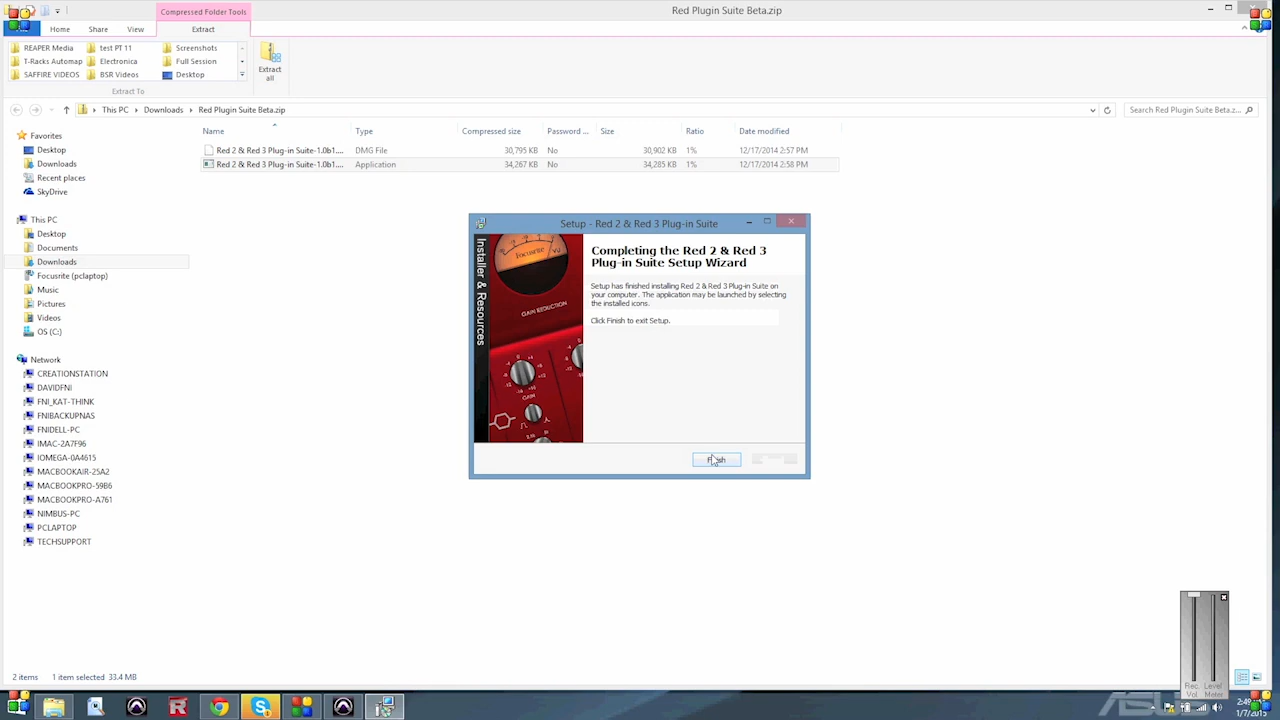 Compressed Folder Tools
Red Plugin Suite Beta.zip
Home Share View Extract
REAPER Media test PT 11 Screenshots
T-Racks Automap Electronica Full Session
SAFFIRE VIDEOS BSR Videos Desktop
Extract all
Extract To
This PC Downloads Red Plugin Suite Beta.zip
Search Red Plugin Suite Beta.z...
Name Type Compressed size Password ... Size Ratio Date modified
Red 2 & Red 3 Plug-in Suite-1.0b1.... DMG File 30,795 KB No 30,902 KB 1% 12/17/2014 2:57 PM
Red 2 & Red 3 Plug-in Suite-1.0b1.... Application 34,267 KB No 34,285 KB 1% 12/17/2014 2:58 PM
Favorites
Desktop
Downloads
Recent places
SkyDrive
This PC
Desktop
Documents
Downloads
Focusrite (pclaptop)
Music
Pictures
Videos
OS (C:)
Network
CREATIONSTATION
DAVIDFNI
FNI_KAT-THINK
FNIBACKUPNAS
FNIDELL-PC
IMAC-2A7F96
IOMEGA-0A4615
MACBOOKAIR-25A2
MACBOOKPRO-59B6
MACBOOKPRO-A761
NIMBUS-PC
PCLAPTOP
TECHSUPPORT
Setup - Red 2 & Red 3 Plug-in Suite
Installer & Resources
Focusrite
VU
GAIN REDUCTION
GAIN
Completing the Red 2 & Red 3
Plug-in Suite Setup Wizard
Setup has finished installing Red 2 & Red 3 Plug-in Suite on
your computer. The application may be launched by selecting
the installed icons.
Click Finish to exit Setup.
Rec. Vol
Level Meter
2 items 1 item selected 33.4 MB
ASUS